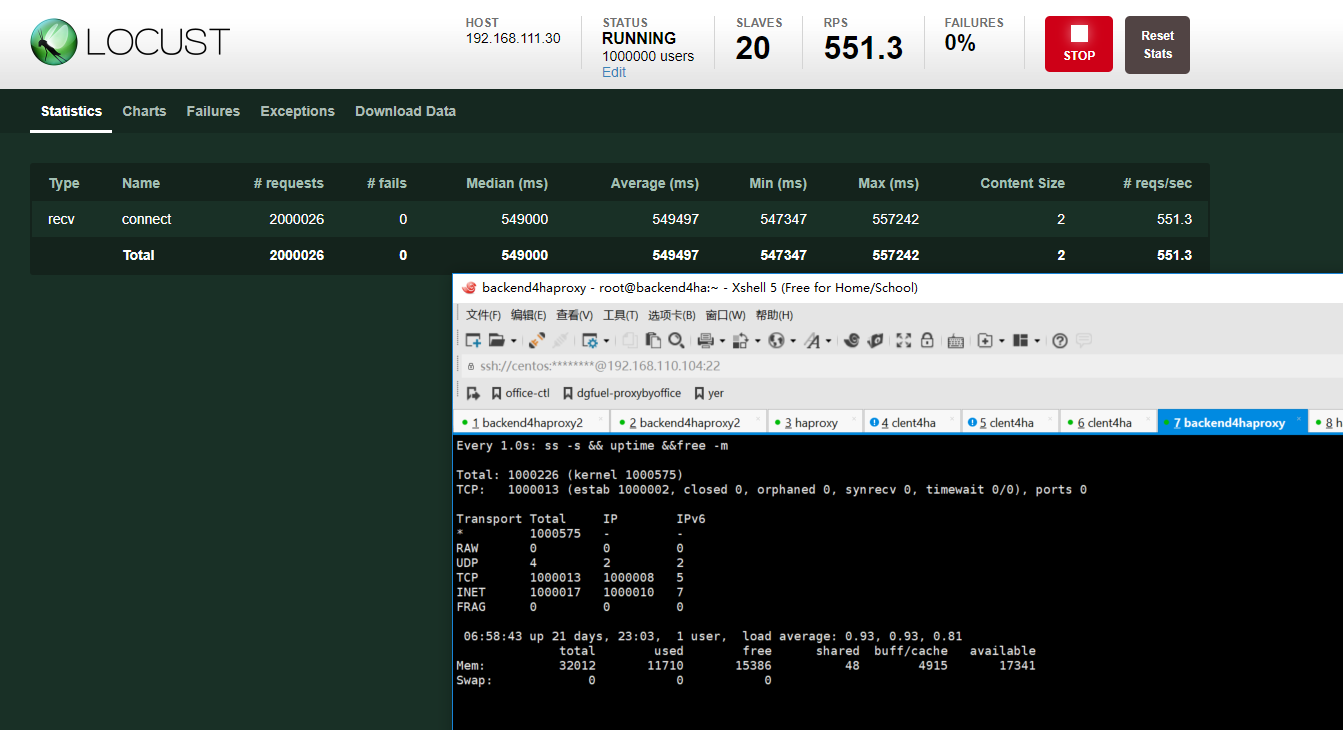 LOCUST
HOST
192.168.111.30
STATUS
RUNNING
1000000 users
Edit
SLAVES
20
RPS
551.3
FAILURES
0%
STOP
Reset
Stats
Statistics Charts Failures Exceptions Download Data
Type Name # requests # fails Median (ms) Average (ms) Min (ms) Max (ms) Content Size # reqs/sec
recv connect 2000026 0 549000 549497 547347 557242 2 551.3
Total 2000026 0 549000 549497 547347 557242 2 551.3
backend4haproxy - root@backend4ha:~ - Xshell 5 (Free for Home/School)
文件(F) 编辑(E) 查看(V) 工具(T) 选项卡(B) 窗口(W) 帮助(H)
ssh://centos:********@192.168.110.104:22
office-ctl dgfuel-proxybyoffice yer
1 backend4haproxy2 2 backend4haproxy2 3 haproxy 4 clent4ha 5 clent4ha 6 clent4ha 7 backend4haproxy 8 h
Every 1.0s: ss -s && uptime &&free -m
Total: 1000226 (kernel 1000575)
TCP: 1000013 (estab 1000002, closed 0, orphaned 0, synrecv 0, timewait 0/0), ports 0
Transport Total IP IPv6
* 1000575 - -
RAW 0 0 0
UDP 4 2 2
TCP 1000013 1000008 5
INET 1000017 1000010 7
FRAG 0 0 0
06:58:43 up 21 days, 23:03, 1 user, load average: 0.93, 0.93, 0.81
total used free shared buff/cache available
Mem: 32012 11710 15386 48 4915 17341
Swap: 0 0 0